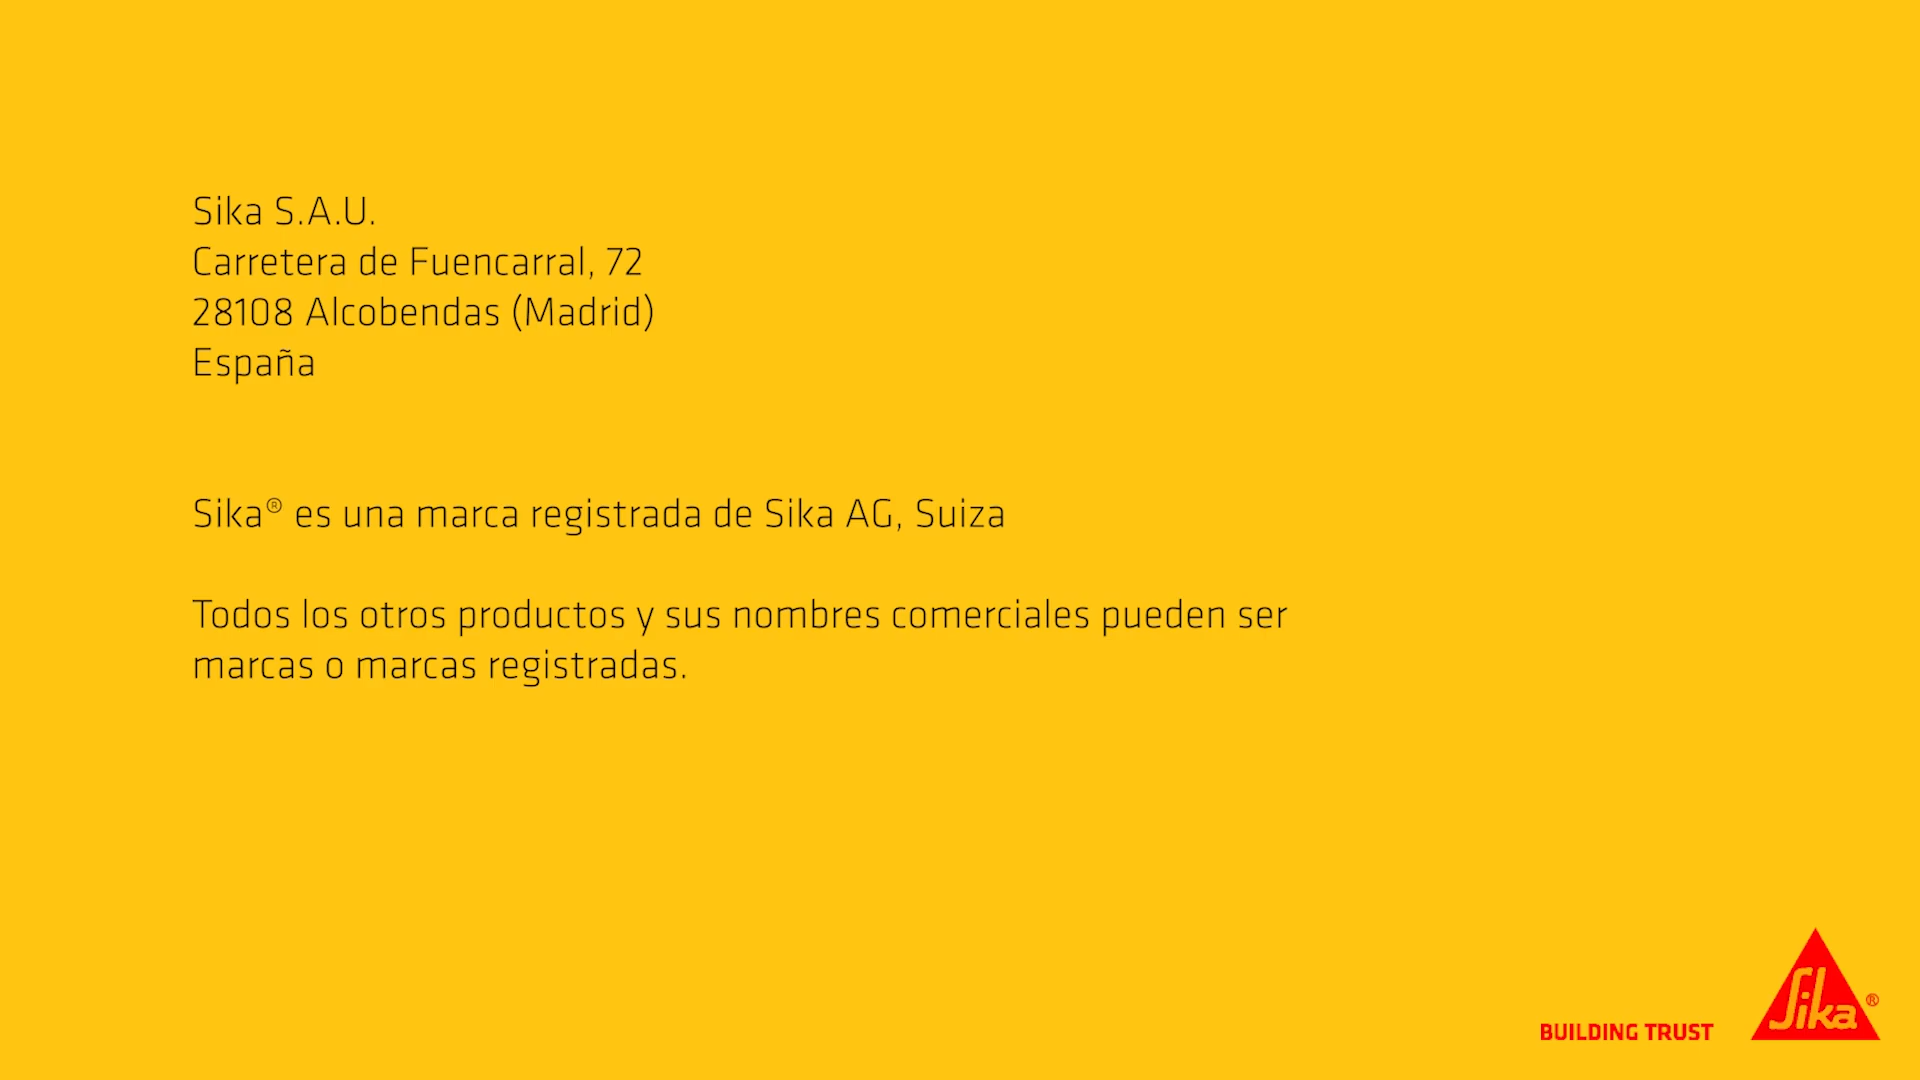 Sika S.A.U.
Carretera de Fuencarral, 72
28108 Alcobendas (Madrid)
España
Sika® es una marca registrada de Sika AG, Suiza
Todos los otros productos y sus nombres comerciales pueden ser
marcas o marcas registradas.
BUILDING TRUST
Sika®